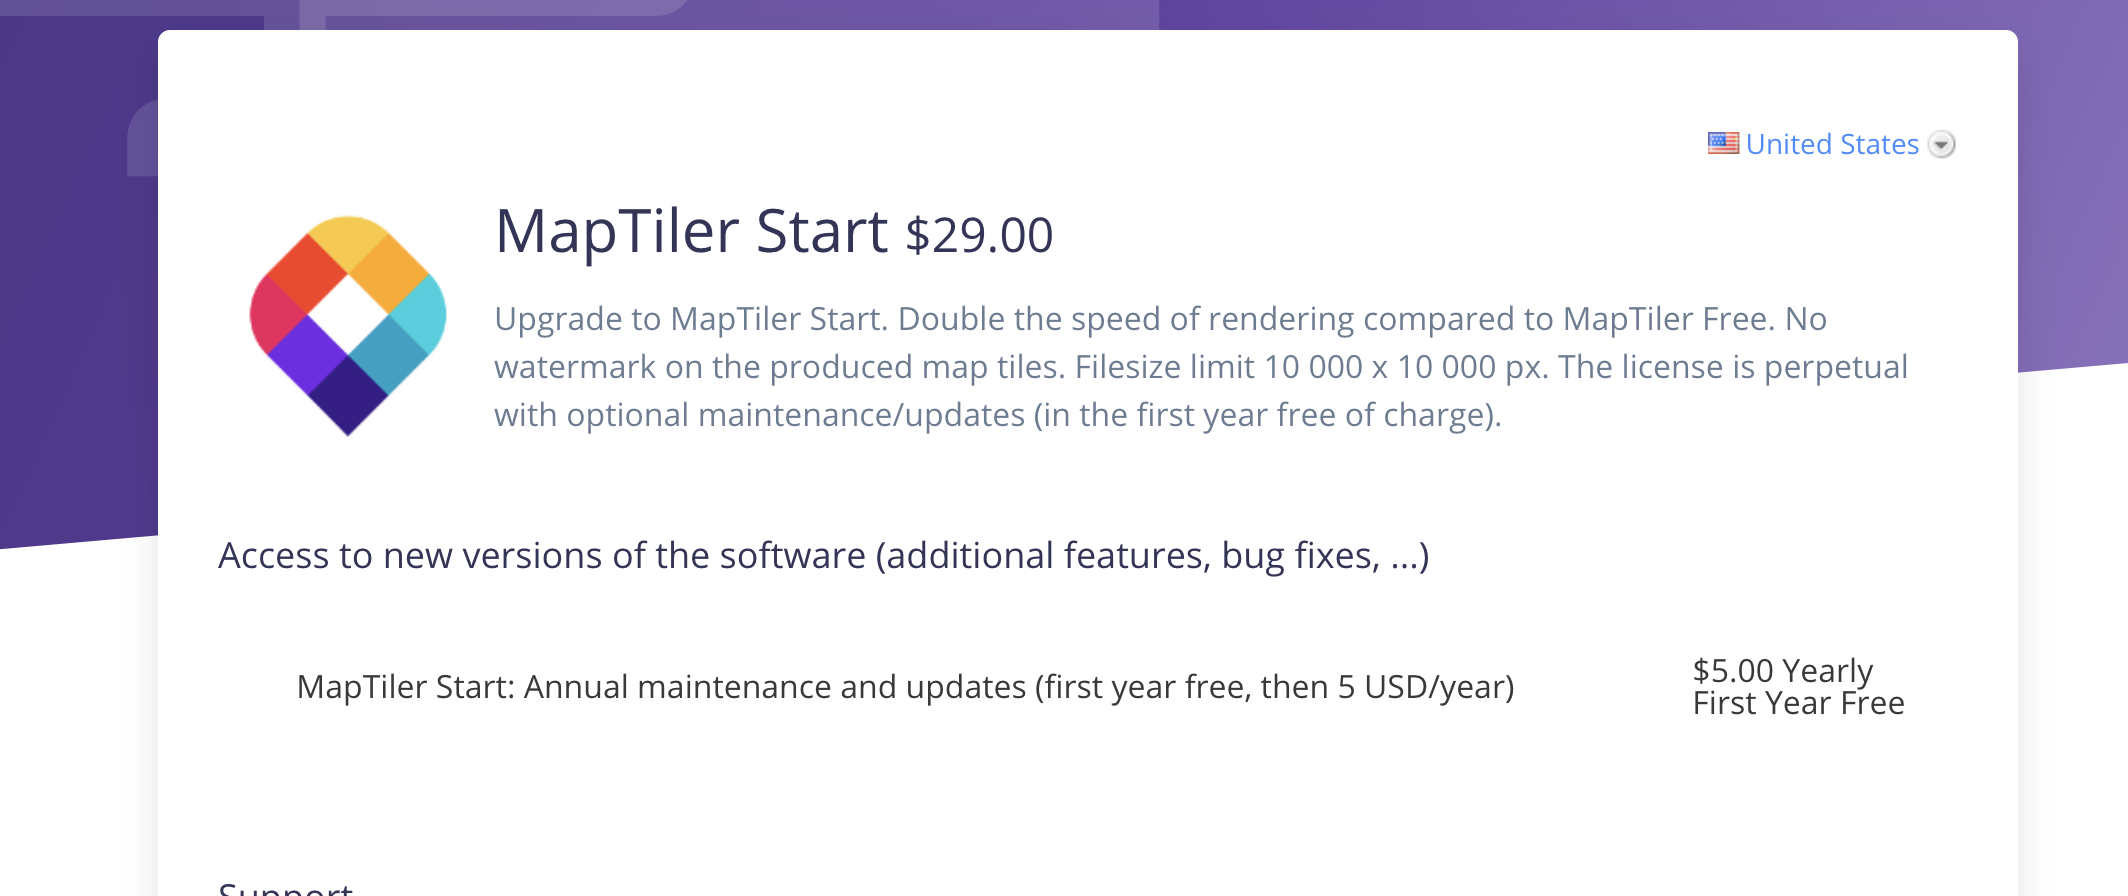 United States
MapTiler Start $29.00
Upgrade to MapTiler Start. Double the speed of rendering compared to MapTiler Free. No
watermark on the produced map tiles. Filesize limit 10 000 x 10 000 px. The license is perpetual
with optional maintenance/updates (in the first year free of charge).
Access to new versions of the software (additional features, bug fixes, ...)
MapTiler Start: Annual maintenance and updates (first year free, then 5 USD/year)
$5.00 Yearly
First Year Free
Support